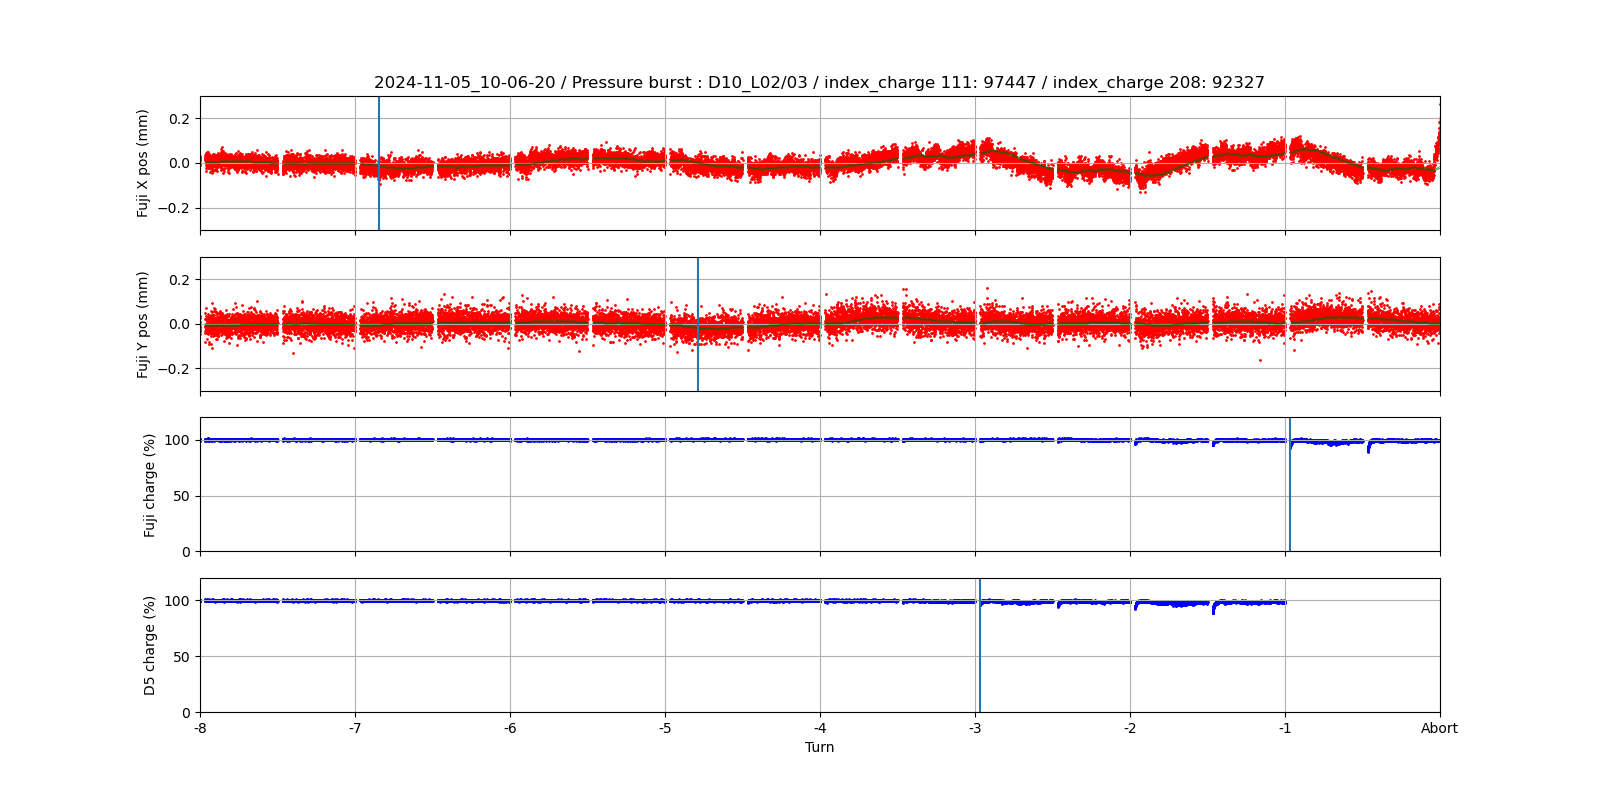 2024-11-05_10-06-20 / Pressure burst : D10_L02/03 / index_charge 111: 97447 / index_charge 208: 92327
Fuji X pos (mm)
0.2
0.0
−0.2
Fuji Y pos (mm)
0.2
0.0
−0.2
Fuji charge (%)
100
50
0
D5 charge (%)
100
50
0
-8 -7 -6 -5 -4 -3 -2 -1 Abort
Turn